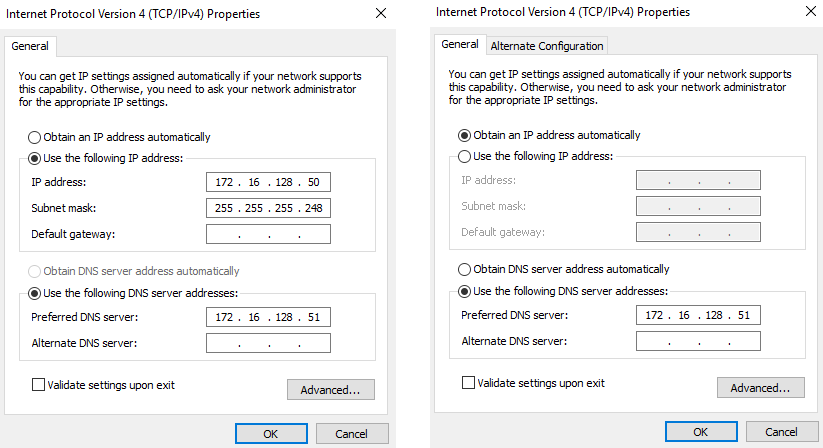 Internet Protocol Version 4 (TCP/IPv4) Properties
General
You can get IP settings assigned automatically if your network supports
this capability. Otherwise, you need to ask your network administrator
for the appropriate IP settings.
Obtain an IP address automatically
Use the following IP address:
IP address: 172 . 16 . 128 . 50
Subnet mask: 255 . 255 . 255 . 248
Default gateway: . . .
Obtain DNS server address automatically
Use the following DNS server addresses:
Preferred DNS server: 172 . 16 . 128 . 51
Alternate DNS server: . . .
Validate settings upon exit
Advanced...
OK Cancel
Internet Protocol Version 4 (TCP/IPv4) Properties
General Alternate Configuration
You can get IP settings assigned automatically if your network supports
this capability. Otherwise, you need to ask your network administrator
for the appropriate IP settings.
Obtain an IP address automatically
Use the following IP address:
IP address: . . .
Subnet mask: . . .
Default gateway: . . .
Obtain DNS server address automatically
Use the following DNS server addresses:
Preferred DNS server: 172 . 16 . 128 . 51
Alternate DNS server: . . .
Validate settings upon exit
Advanced...
OK Cancel